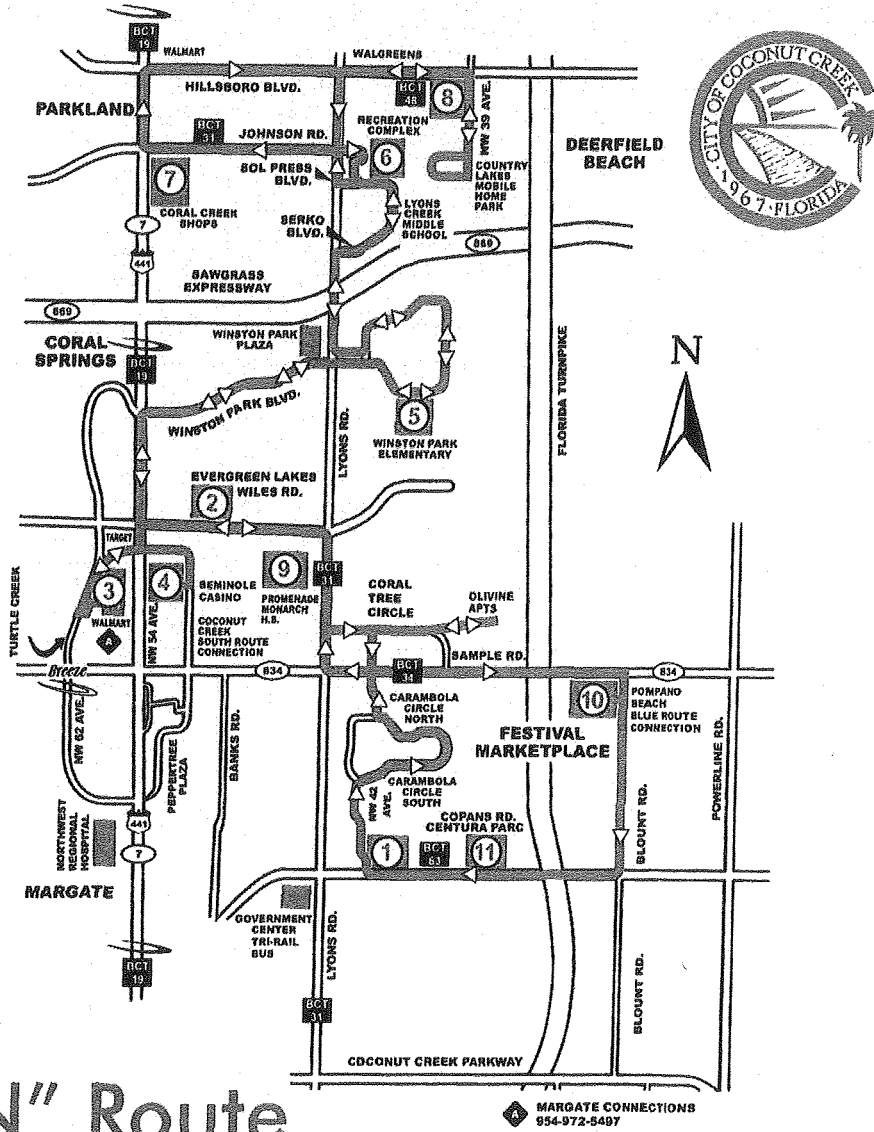 BCT
19
WALMART
WALGREENS
HILLSBORO BLVD.
PARKLAND
BCT
31
JOHNSON RD.
BCT
48
8
RECREATION
COMPLEX
6
NW 39 AVE.
DEERFIELD
BEACH
CITY OF COCONUT CREEK
1967 · FLORIDA
SOL PRESS
BLVD.
7
CORAL CREEK
SHOPS
COUNTRY
LAKES
MOBILE
HOME
PARK
LYONS
CREEK
MIDDLE
SCHOOL
SERKO
BLVD.
7
441
869
SAWGRASS
EXPRESSWAY
869
WINSTON PARK
PLAZA
CORAL
SPRINGS
BCT
19
WINSTON PARK BLVD.
LYONS RD.
5
WINSTON PARK
ELEMENTARY
FLORIDA TURNPIKE
N
EVERGREEN LAKES
2
WILES RD.
TARGET
3
4
SEMINOLE
CASINO
9
PROMENADE
MONARCH
H.S.
BCT
31
CORAL
TREE
CIRCLE
OLIVINE
APTS
TURTLE CREEK
WALMART
A
NW 54 AVE.
COCONUT
CREEK
SOUTH ROUTE
CONNECTION
SAMPLE RD.
Breeze
834
BCT
34
834
NW 62 AVE.
PEPPERTREE
PLAZA
BANKS RD.
CARAMBOLA
CIRCLE
NORTH
10
POMPANO
BEACH
BLUE ROUTE
CONNECTION
FESTIVAL
MARKETPLACE
POWERLINE RD.
NW 42
AVE.
CARAMBOLA
CIRCLE
SOUTH
BLOUNT RD.
COPANS RD.
CENTURA PARC
1
BCT
83
11
NORTHWEST
REGIONAL
HOSPITAL
441
7
MARGATE
GOVERNMENT
CENTER
TRI-RAIL
BUS
LYONS RD.
BCT
19
BCT
31
BLOUNT RD.
COCONUT CREEK PARKWAY
N" Route
A MARGATE CONNECTIONS
954-972-5497